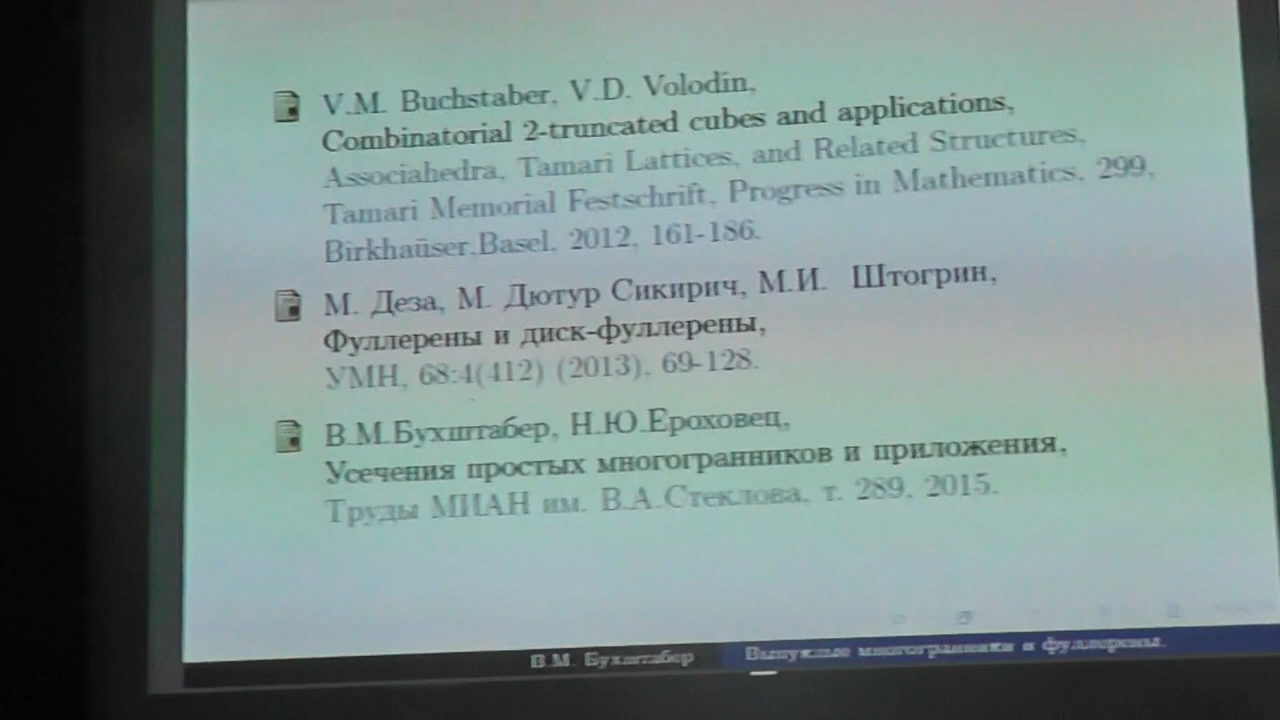 V.M. Buchstaber, V.D. Volodin,
Combinatorial 2-truncated cubes and applications,
Associahedra, Tamari Lattices, and Related Structures,
Tamari Memorial Festschrift, Progress in Mathematics, 299,
Birkhaüser,Basel, 2012, 161-186.
М. Деза, М. Дютур Сикирич, М.И. Штогрин,
Фуллерены и диск-фуллерены,
УМН, 68:4(412) (2013), 69-128.
В.М.Бухштабер, Н.Ю.Ероховец,
Усечения простых многогранников и приложения,
Труды МИАН им. В.А.Стеклова, т. 289, 2015.
В.М. Бухштабер Выпуклые многогранники и фуллерены.